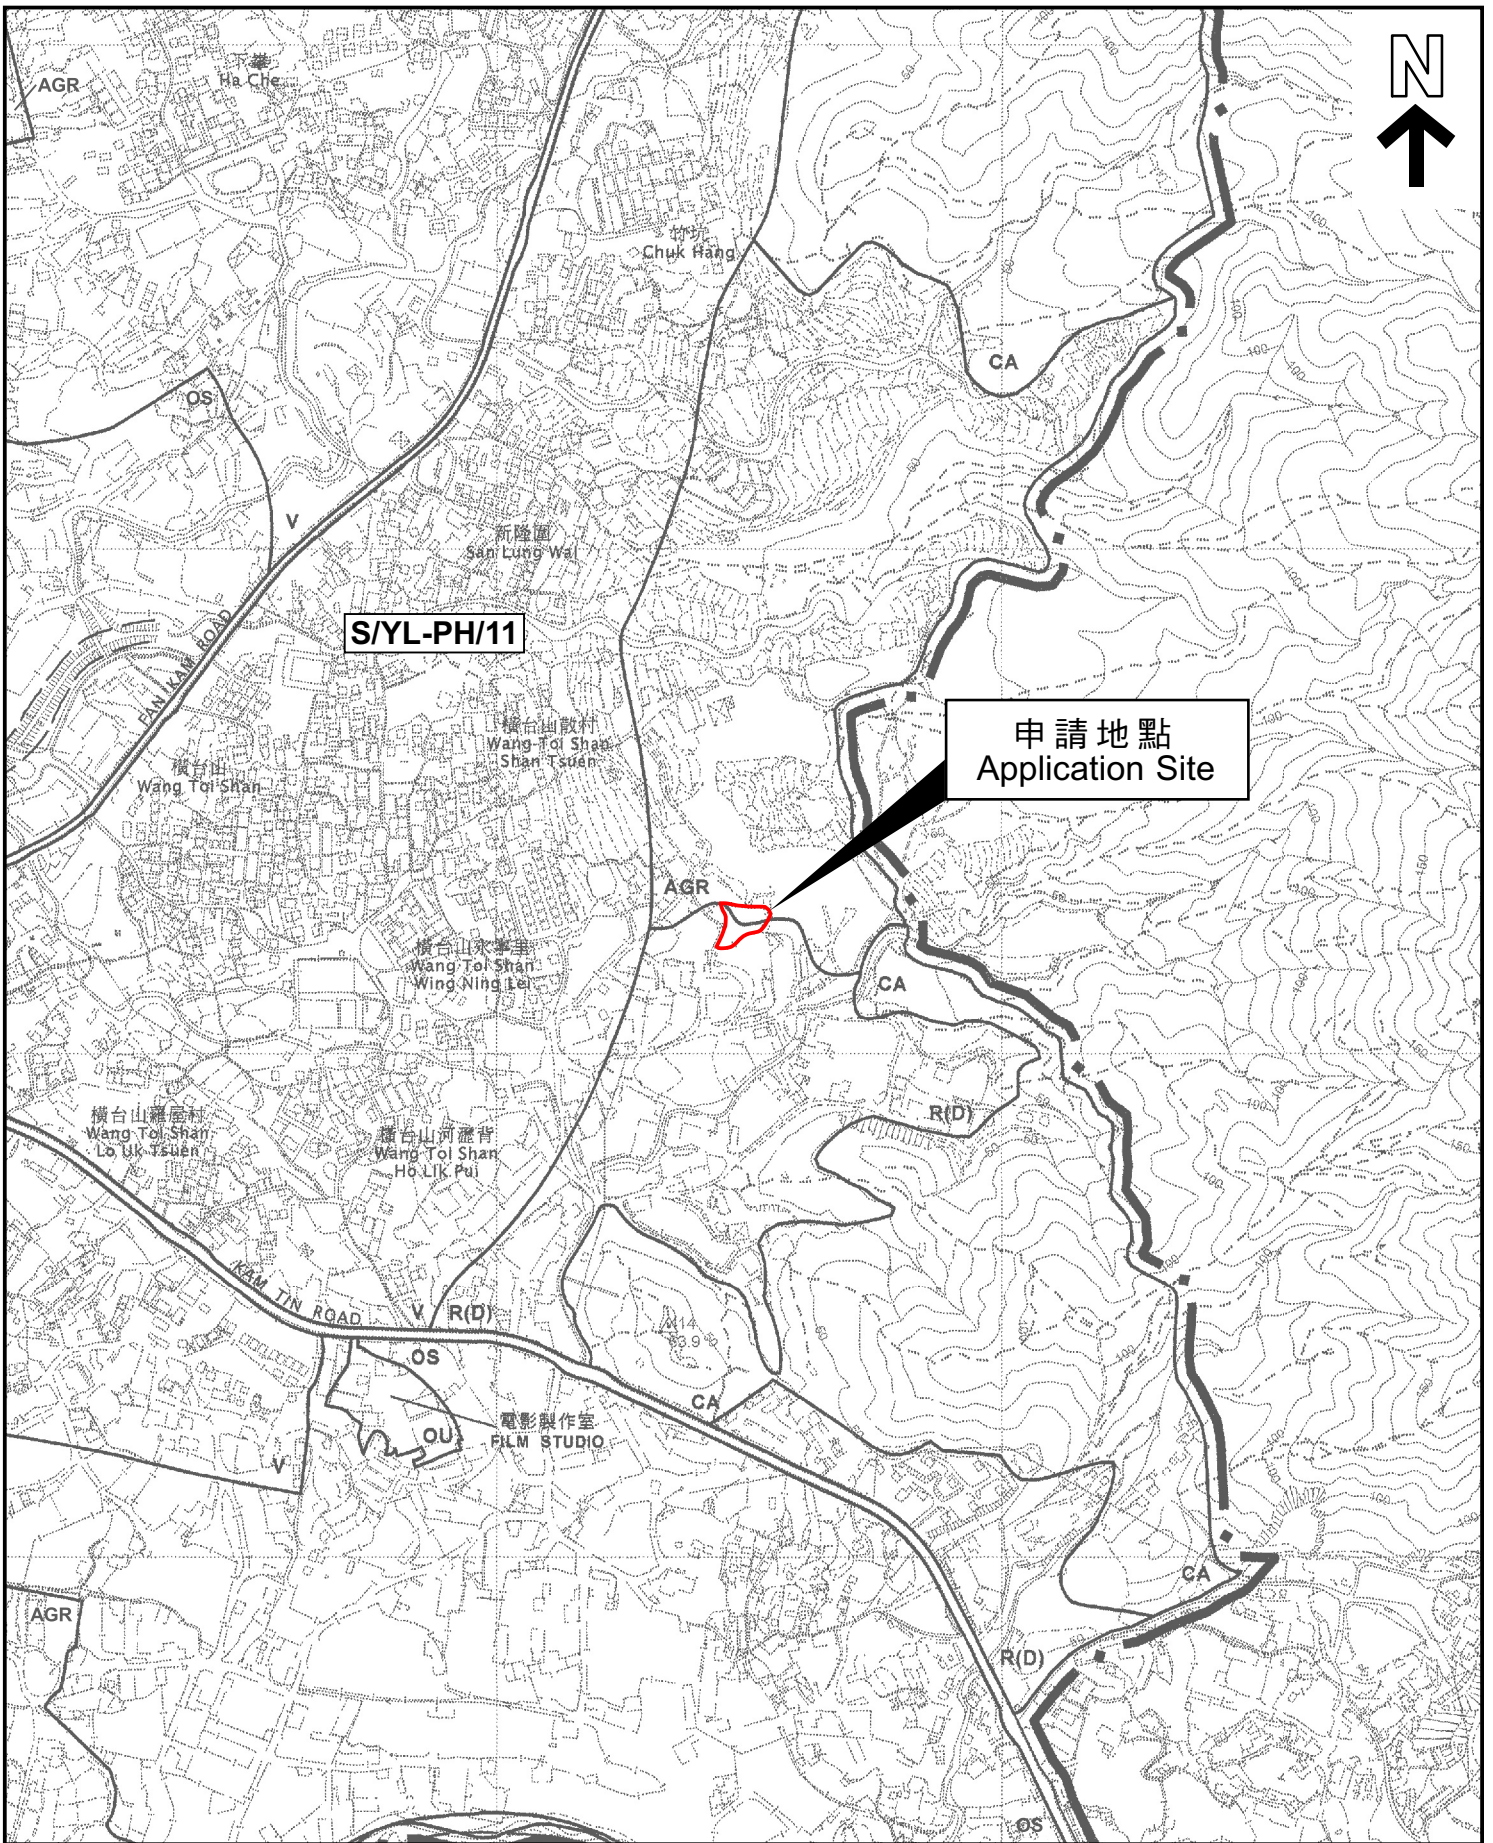 N
下輋
Ha Che
AGR
竹坑
Chuk Hang
CA
OS
V
新隆圍
San Lung Wai
S/YL-PH/11
FAN KAM ROAD
橫台山散村
Wang Toi Shan
Shan Tsuen
申請地點
Application Site
橫台山
Wang Toi Shan
AGR
橫台山永寧里
Wang Toi Shan
Wing Ning Lei
CA
橫台山羅屋村
Wang Toi Shan
Lo Uk Tsuen
橫台山河瀝背
Wang Toi Shan
Ho Lik Pui
R(D)
KAM TIN ROAD
V
R(D)
OS
CA
電影製作室
FILM STUDIO
OU
V
CA
AGR
R(D)
OS